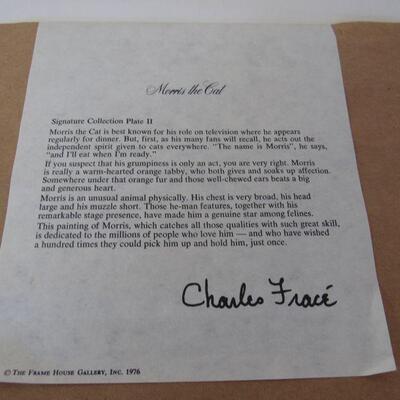 Morris the Cat
Signature Collection Plate II
Morris the Cat is best known for his role on television where he appears
regularly for dinner. But, first, as his many fans will recall, he acts out the
independent spirit given to cats everywhere. "The name is Morris", he says,
"and I'll eat when I'm ready."
If you suspect that his grumpiness is only an act, you are very right. Morris
is really a warm-hearted orange tabby, who both gives and soaks up affection.
Somewhere under that orange fur and those well-chewed ears beats a big
and generous heart.
Morris is an unusual animal physically. His chest is very broad, his head
large and his muzzle short. Those he-man features, together with his
remarkable stage presence, have made him a genuine star among felines.
This painting of Morris, which catches all those qualities with such great skill,
is dedicated to the millions of people who love him — and who have wished
a hundred times they could pick him up and hold him, just once.
Charles Fracé
© The Frame House Gallery, Inc. 1976